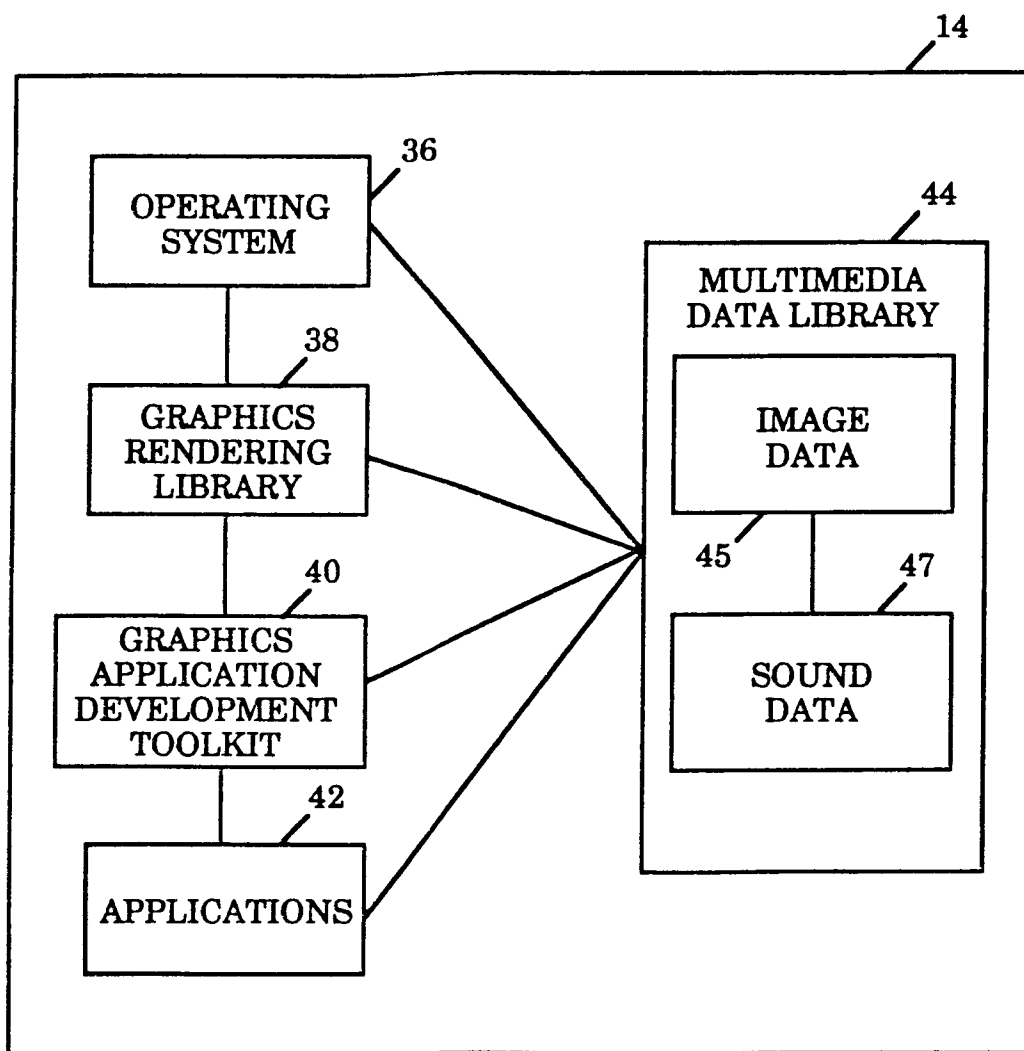 14
36
OPERATING
SYSTEM
38
GRAPHICS
RENDERING
LIBRARY
40
GRAPHICS
APPLICATION
DEVELOPMENT
TOOLKIT
42
APPLICATIONS
44
MULTIMEDIA
DATA LIBRARY
IMAGE
DATA
45
47
SOUND
DATA